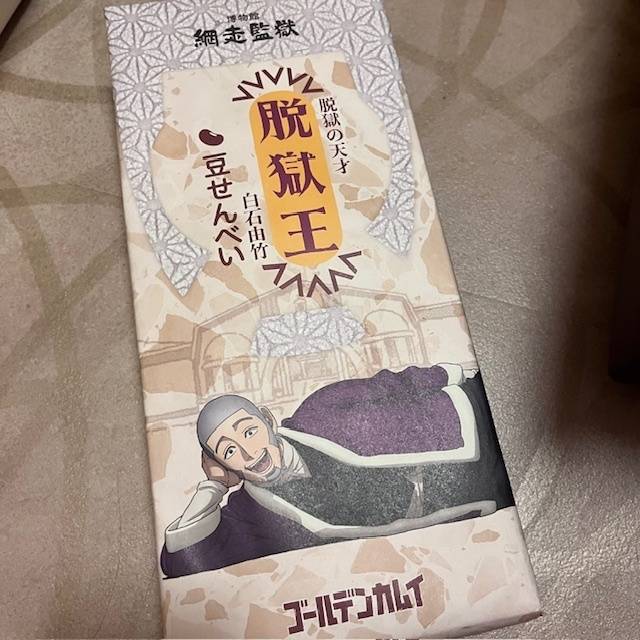 博物館
網走監獄
脱獄の天才
脱獄王
白石由竹
豆せんべい
ゴールデンカムイ